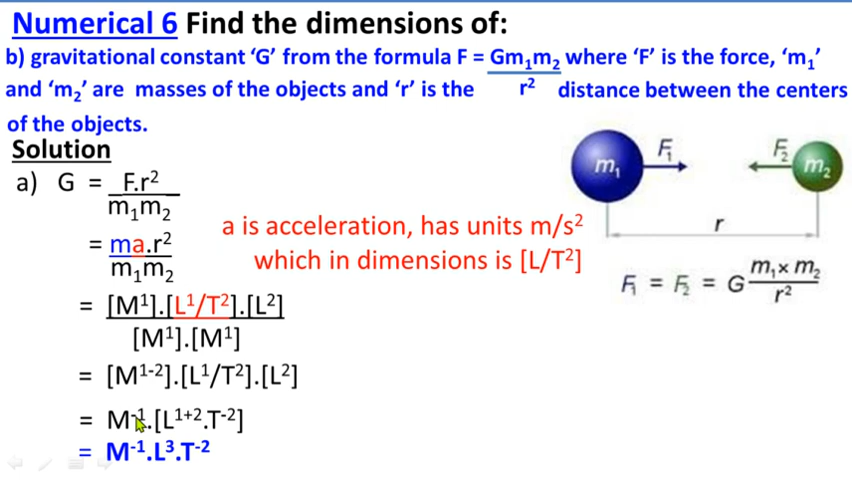 Numerical 6 Find the dimensions of:
b) gravitational constant ‘G’ from the formula F = Gm₁m₂ where ‘F’ is the force, ‘m₁’
and ‘m₂’ are masses of the objects and ‘r’ is the r² distance between the centers
of the objects.
Solution
a) G = F.r²
m₁m₂
= ma.r²
m₁m₂
a is acceleration, has units m/s²
which in dimensions is [L/T²]
= [M¹].[L¹/T²].[L²]
[M¹].[M¹]
= [M¹⁻²].[L¹/T²].[L²]
= M⁻¹.[L¹⁺².T⁻²]
= M⁻¹.L³.T⁻²
m₁ F₁ F₂ m₂
r
F₁ = F₂ = G m₁ × m₂
r²